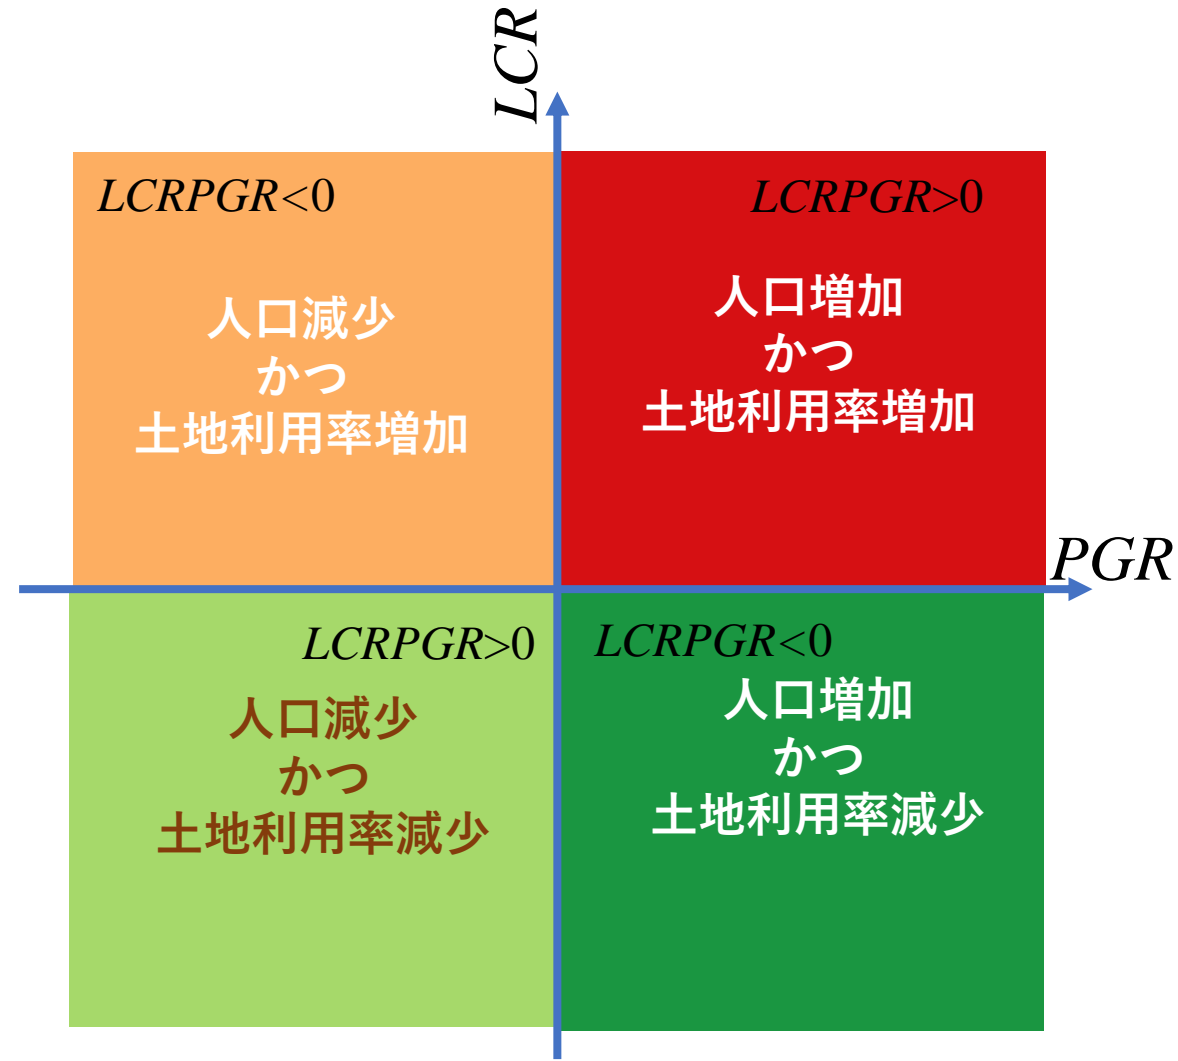 LCR
LCRPGR<0
人口減少
かつ
土地利用率増加
LCRPGR>0
人口増加
かつ
土地利用率増加
PGR
LCRPGR>0
人口減少
かつ
土地利用率減少
LCRPGR<0
人口増加
かつ
土地利用率減少